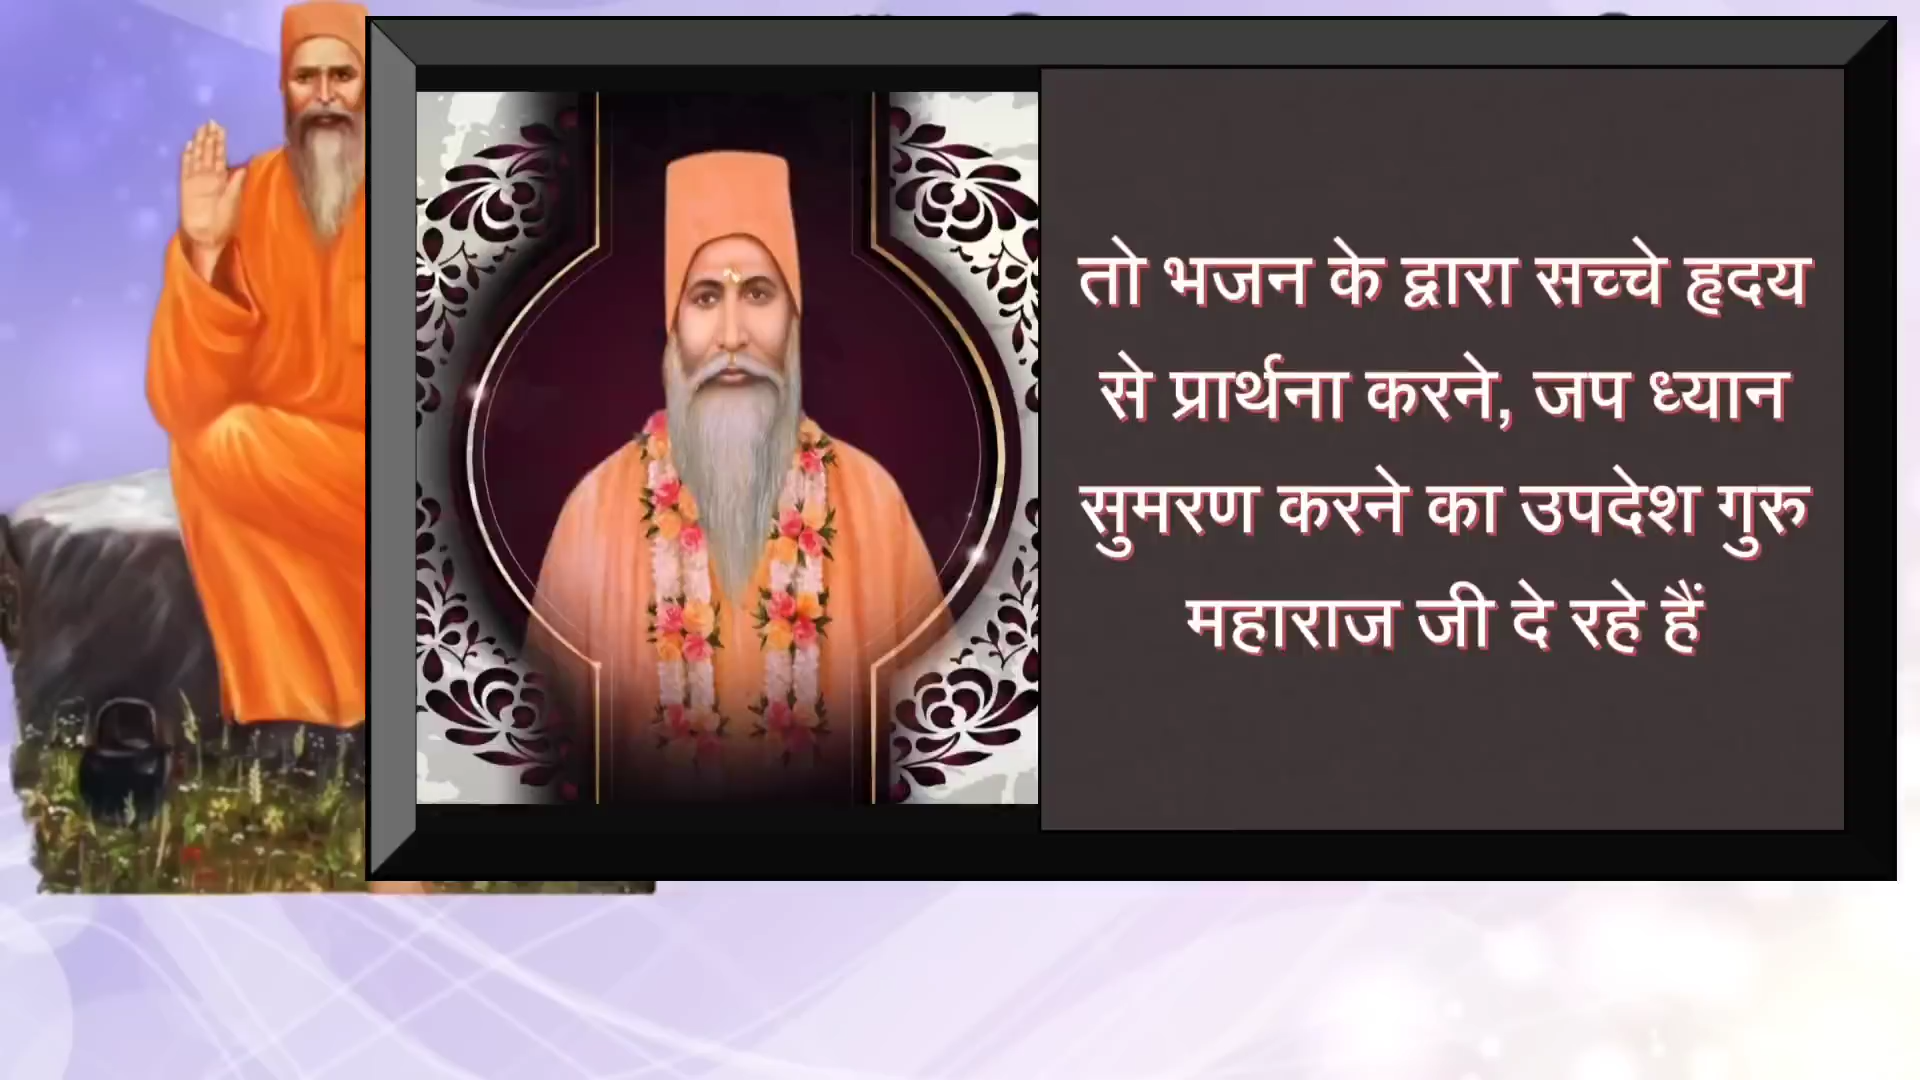 तो भजन के द्वारा सच्चे हृदय
से प्रार्थना करने, जप ध्यान
सुमरण करने का उपदेश गुरु
महाराज जी दे रहे हैं